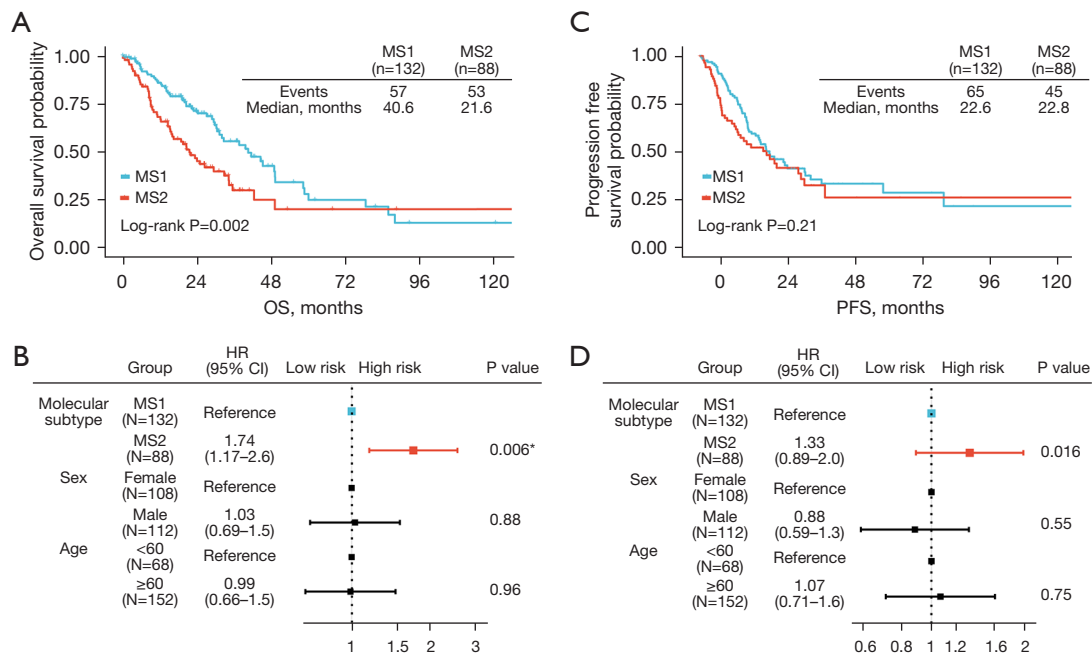 A
Overall survival probability
1.00
0.75
0.50
0.25
0.00
MS1 MS2
(n=132) (n=88)
Events 57 53
Median, months 40.6 21.6
MS1
MS2
Log-rank P=0.002
0 24 48 72 96 120
OS, months
C
Progression free
survival probability
1.00
0.75
0.50
0.25
0.00
MS1 MS2
(n=132) (n=88)
Events 65 45
Median, months 22.6 22.8
MS1
MS2
Log-rank P=0.21
0 24 48 72 96 120
PFS, months
B
Group HR (95% CI) Low risk High risk P value
Molecular subtype MS1 (N=132) Reference
MS2 (N=88) 1.74 (1.17–2.6) 0.006*
Sex Female (N=108) Reference
Male (N=112) 1.03 (0.69–1.5) 0.88
Age <60 (N=68) Reference
≥60 (N=152) 0.99 (0.66–1.5) 0.96
1 1.5 2 3
D
Group HR (95% CI) Low risk High risk P value
Molecular subtype MS1 (N=132) Reference
MS2 (N=88) 1.33 (0.89–2.0) 0.016
Sex Female (N=108) Reference
Male (N=112) 0.88 (0.59–1.3) 0.55
Age <60 (N=68) Reference
≥60 (N=152) 1.07 (0.71–1.6) 0.75
0.6 0.8 1 1.2 1.6 2